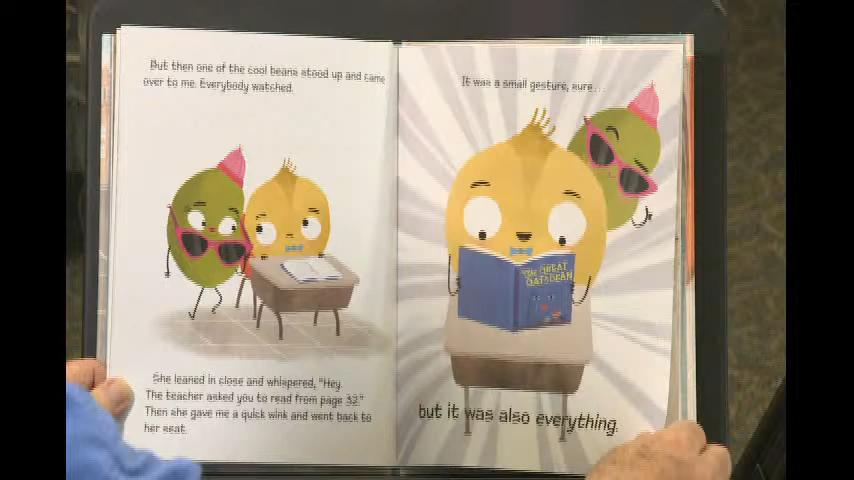 But then one of the cool beans stood up and came
over to me. Everybody watched.
She leaned in close and whispered, "Hey.
The teacher asked you to read from page 32."
Then she gave me a quick wink and went back to
her seat.
It was a small gesture, sure...
THE GREAT
GATSBEAN
but it was also everything.